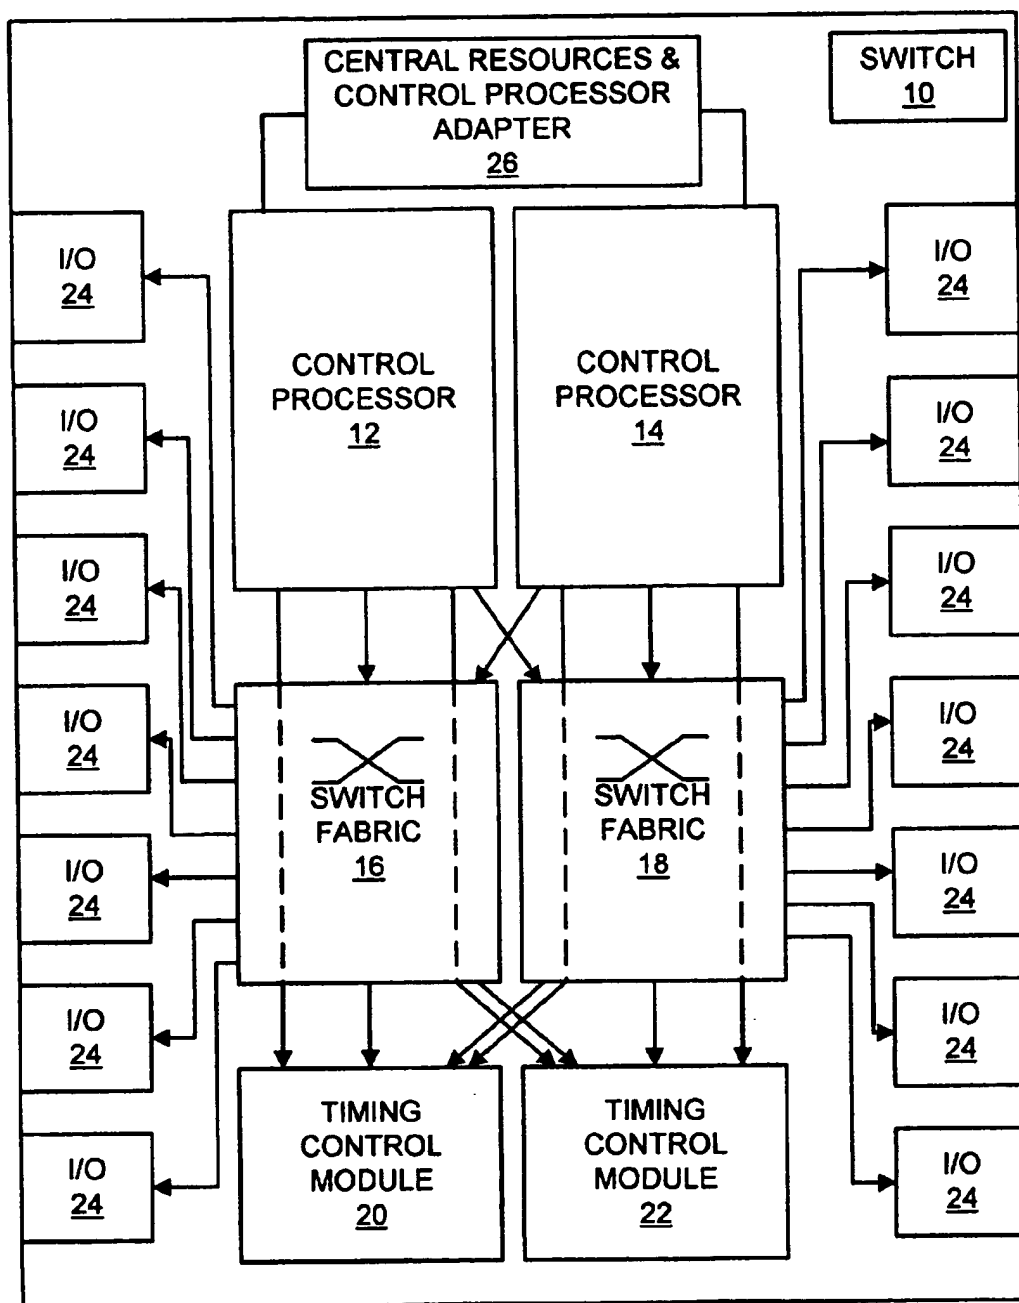 CENTRAL RESOURCES &
CONTROL PROCESSOR
ADAPTER
26
SWITCH
10
I/O
24
I/O
24
I/O
24
I/O
24
I/O
24
I/O
24
I/O
24
CONTROL
PROCESSOR
12
CONTROL
PROCESSOR
14
SWITCH
FABRIC
16
SWITCH
FABRIC
18
TIMING
CONTROL
MODULE
20
TIMING
CONTROL
MODULE
22
I/O
24
I/O
24
I/O
24
I/O
24
I/O
24
I/O
24
I/O
24